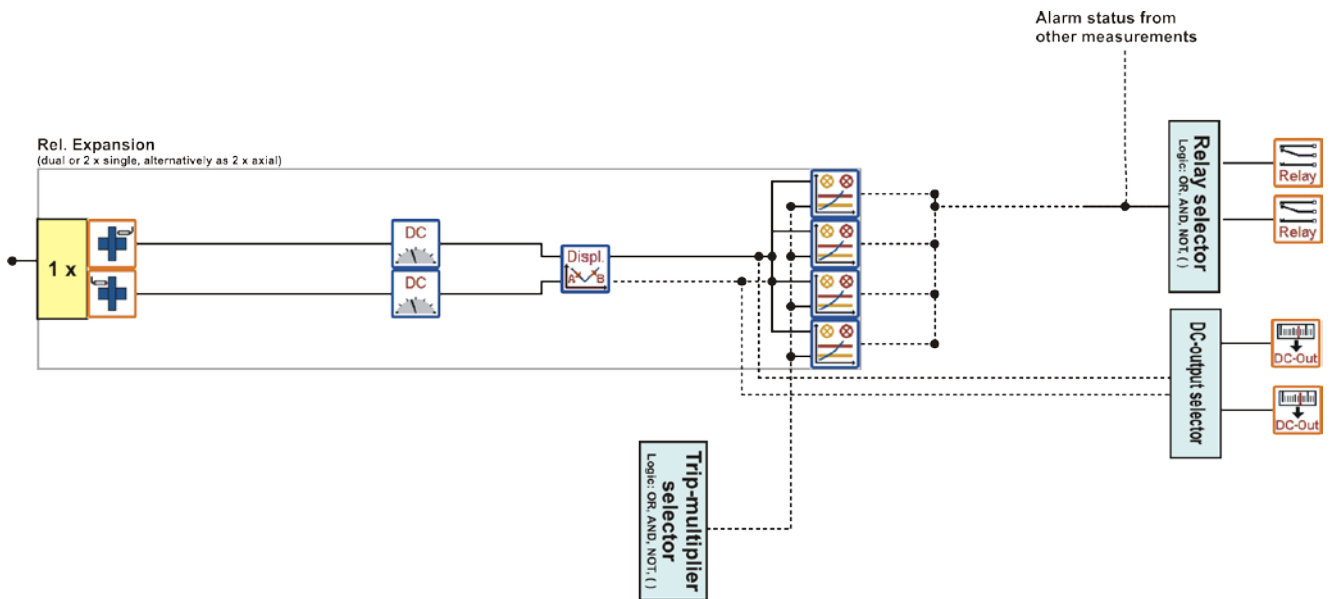 Alarm status from
other measurements
Rel. Expansion
(dual or 2 x single, alternatively as 2 x axial)
1 x
DC
DC
Displ.
A
B
Relay selector
Logic: OR, AND, NOT, ( )
Relay
Relay
DC-output selector
DC-Out
DC-Out
Trip-multiplier
selector
Logic: OR, AND, NOT, ( )